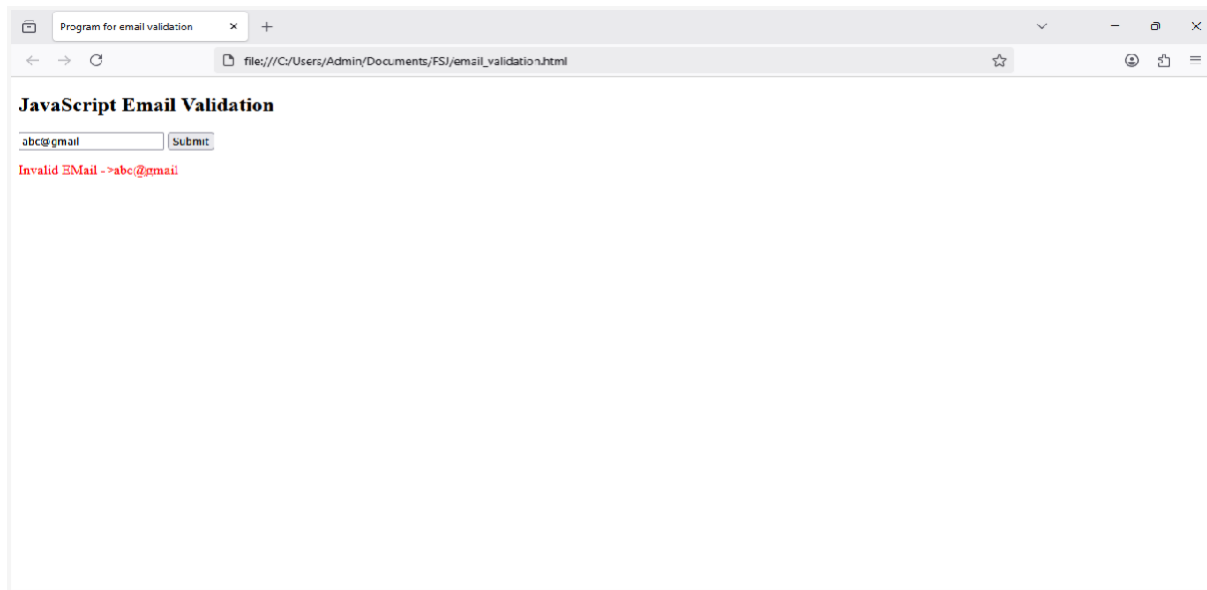 Program for email validation
file:///C:/Users/Admin/Documents/FSJ/email_validation.html
JavaScript Email Validation
abc@gmail Submit
Invalid EMail ->abc@gmail